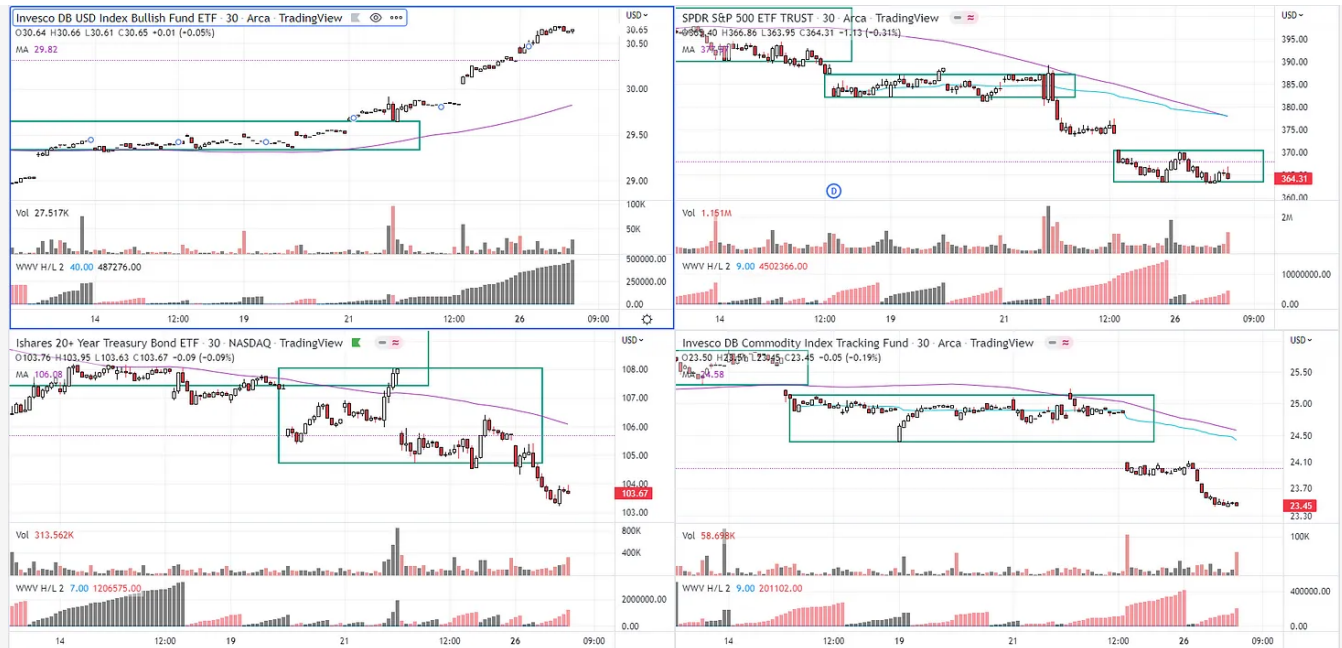 Invesco DB USD Index Bullish Fund ETF · 30 · Arca · TradingView
USD
O30.64 H30.66 L30.61 C30.65 +0.01 (+0.05%)
MA 29.82
30.65
30.50
30.00
29.50
29.00
Vol 27.517K
100K
50K
WWV H/L 2 40.00 487276.00
500000.00
250000.00
0.00
14 12:00 19 21 12:00 26 09:00
SPDR S&P 500 ETF TRUST · 30 · Arca · TradingView
USD
H366.86 L363.95 C364.31 −1.13 (−0.31%)
MA
395.00
390.00
385.00
380.00
375.00
370.00
364.31
360.00
D
Vol 1.151M
2M
WWV H/L 2 9.00 4502366.00
10000000.00
0.00
14 12:00 19 21 12:00 26 09:00
Ishares 20+ Year Treasury Bond ETF · 30 · NASDAQ · TradingView
USD
O103.76 H103.95 L103.63 C103.67 −0.09 (−0.09%)
MA 106.08
108.00
107.00
106.00
105.00
104.00
103.67
103.00
Vol 313.562K
800K
400K
WWV H/L 2 7.00 1206575.00
2000000.00
0.00
14 12:00 19 21 12:00 26 09:00
Invesco DB Commodity Index Tracking Fund · 30 · Arca · TradingView
USD
O23.50 C23.45 −0.05 (−0.19%)
MA 24.58
25.50
25.00
24.50
24.10
23.70
23.45
23.30
Vol 58.698K
100K
WWV H/L 2 9.00 201102.00
400000.00
0.00
14 12:00 19 21 12:00 26 09:00